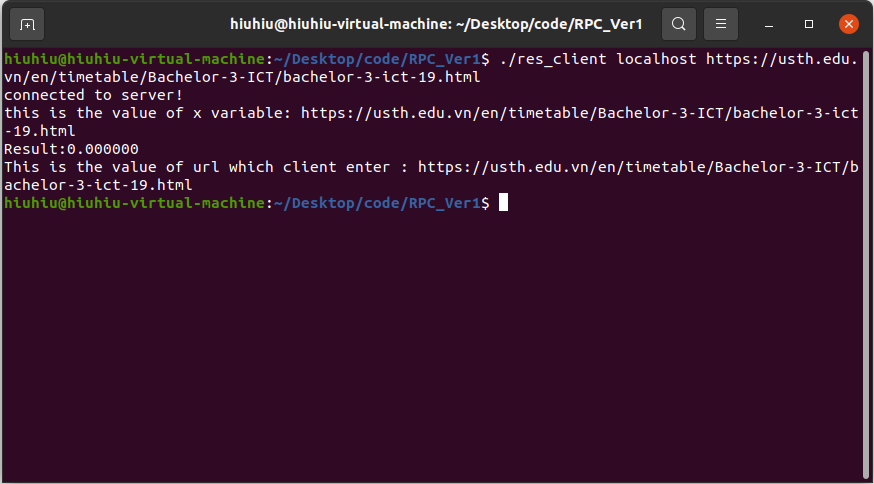 hiuhiu@hiuhiu-virtual-machine: ~/Desktop/code/RPC_Ver1
hiuhiu@hiuhiu-virtual-machine:~/Desktop/code/RPC_Ver1$ ./res_client localhost https://usth.edu.
vn/en/timetable/Bachelor-3-ICT/bachelor-3-ict-19.html
connected to server!
this is the value of x variable: https://usth.edu.vn/en/timetable/Bachelor-3-ICT/bachelor-3-ict
-19.html
Result:0.000000
This is the value of url which client enter : https://usth.edu.vn/en/timetable/Bachelor-3-ICT/b
achelor-3-ict-19.html
hiuhiu@hiuhiu-virtual-machine:~/Desktop/code/RPC_Ver1$